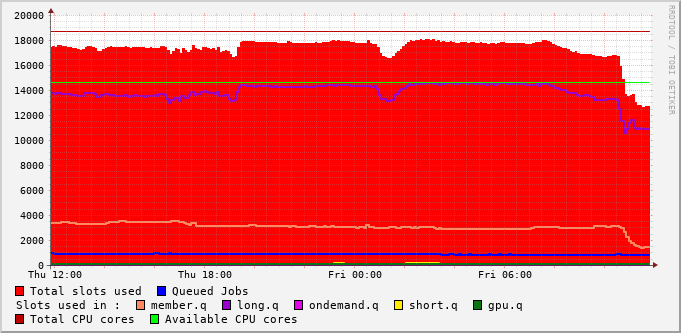 20000
18000
16000
14000
12000
10000
8000
6000
4000
2000
0
Thu 12:00 Thu 18:00 Fri 00:00 Fri 06:00
Total slots used Queued Jobs
Slots used in : member.q long.q ondemand.q short.q gpu.q
Total CPU cores Available CPU cores
RRDTOOL / TOBI OETIKER